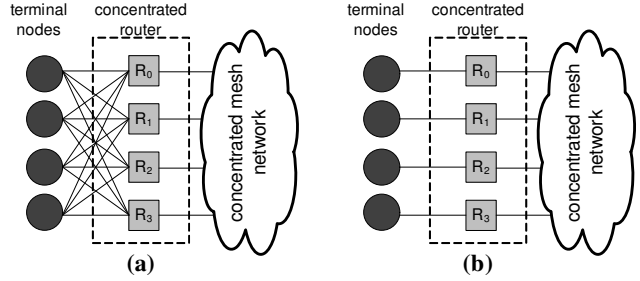 terminal
nodes
concentrated
router
R0
R1
R2
R3
concentrated mesh
network
(a)
terminal
nodes
concentrated
router
R0
R1
R2
R3
concentrated mesh
network
(b)